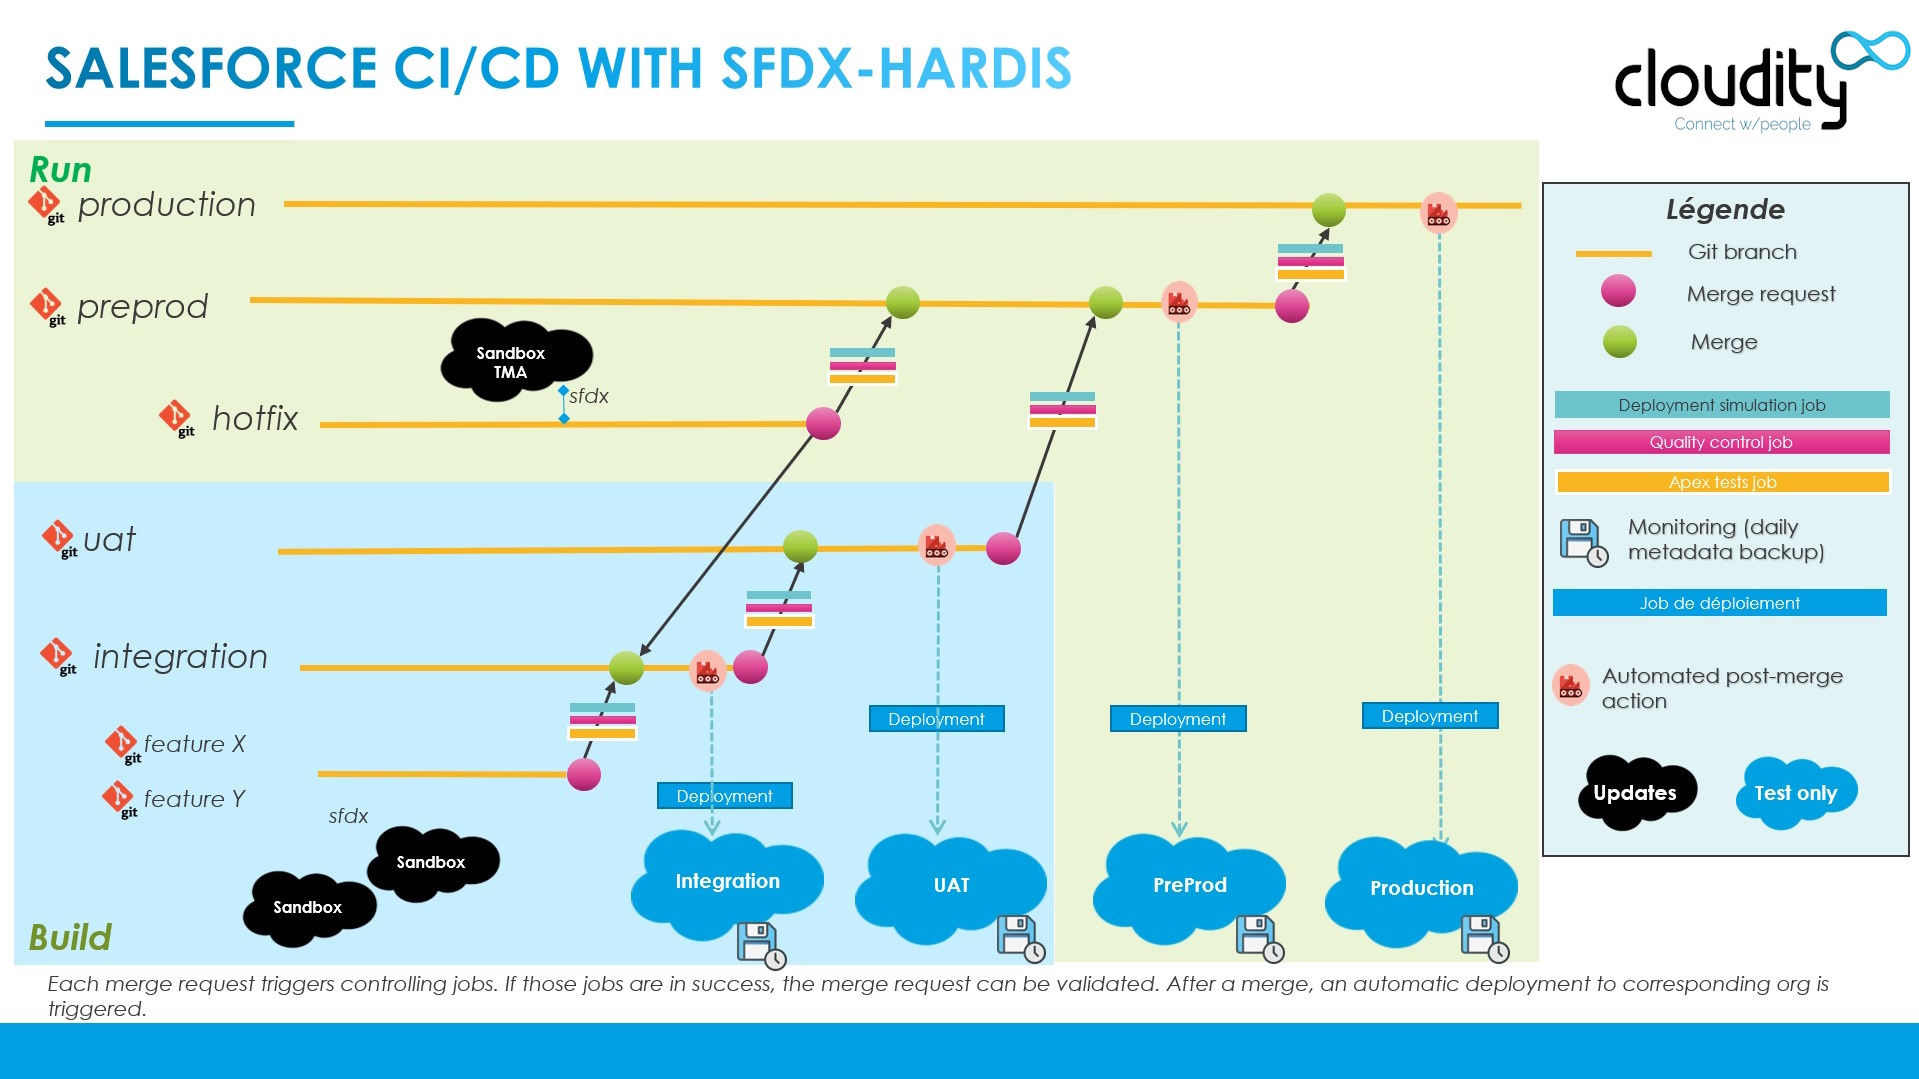 SALESFORCE CI/CD WITH SFDX-HARDIS
cloudity
Connect w/people
Run
git production
git preprod
Sandbox
TMA
sfdx
git hotfix
git uat
git integration
git feature X
git feature Y
sfdx
Sandbox
Sandbox
Build
Deployment
Deployment
Deployment
Deployment
Integration
UAT
PreProd
Production
Légende
Git branch
Merge request
Merge
Deployment simulation job
Quality control job
Apex tests job
Monitoring (daily
metadata backup)
Job de déploiement
Automated post-merge
action
Updates
Test only
Each merge request triggers controlling jobs. If those jobs are in success, the merge request can be validated. After a merge, an automatic deployment to corresponding org is
triggered.